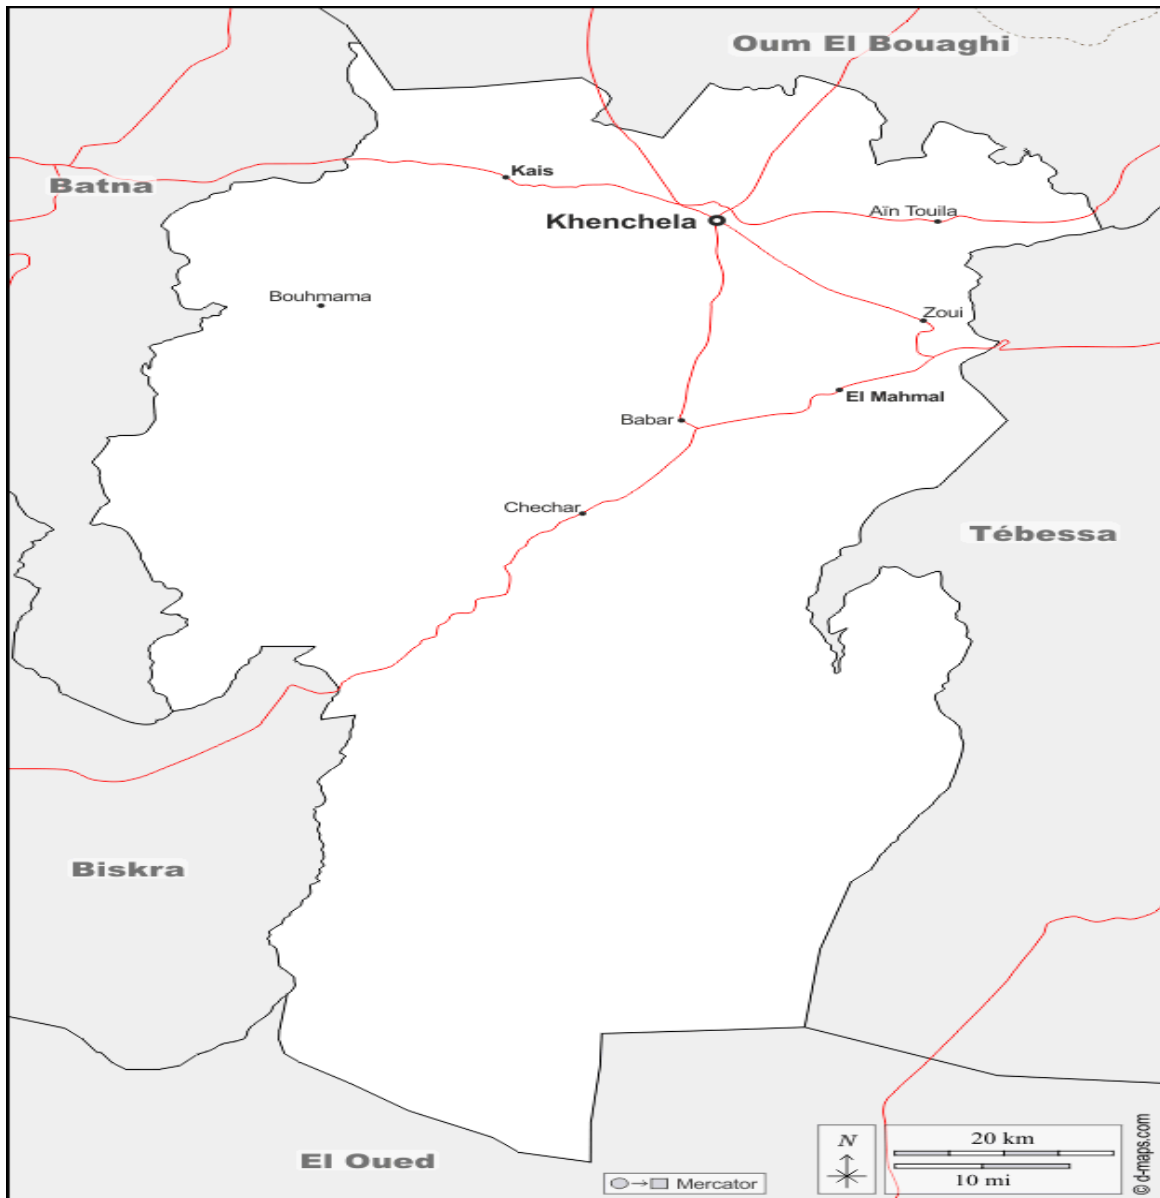 Oum El Bouaghi
Batna
Kais
Khenchela
Aïn Touila
Bouhmama
Zoui
El Mahmal
Babar
Chechar
Tébessa
Biskra
El Oued
Mercator
N
20 km
10 mi
© d-maps.com